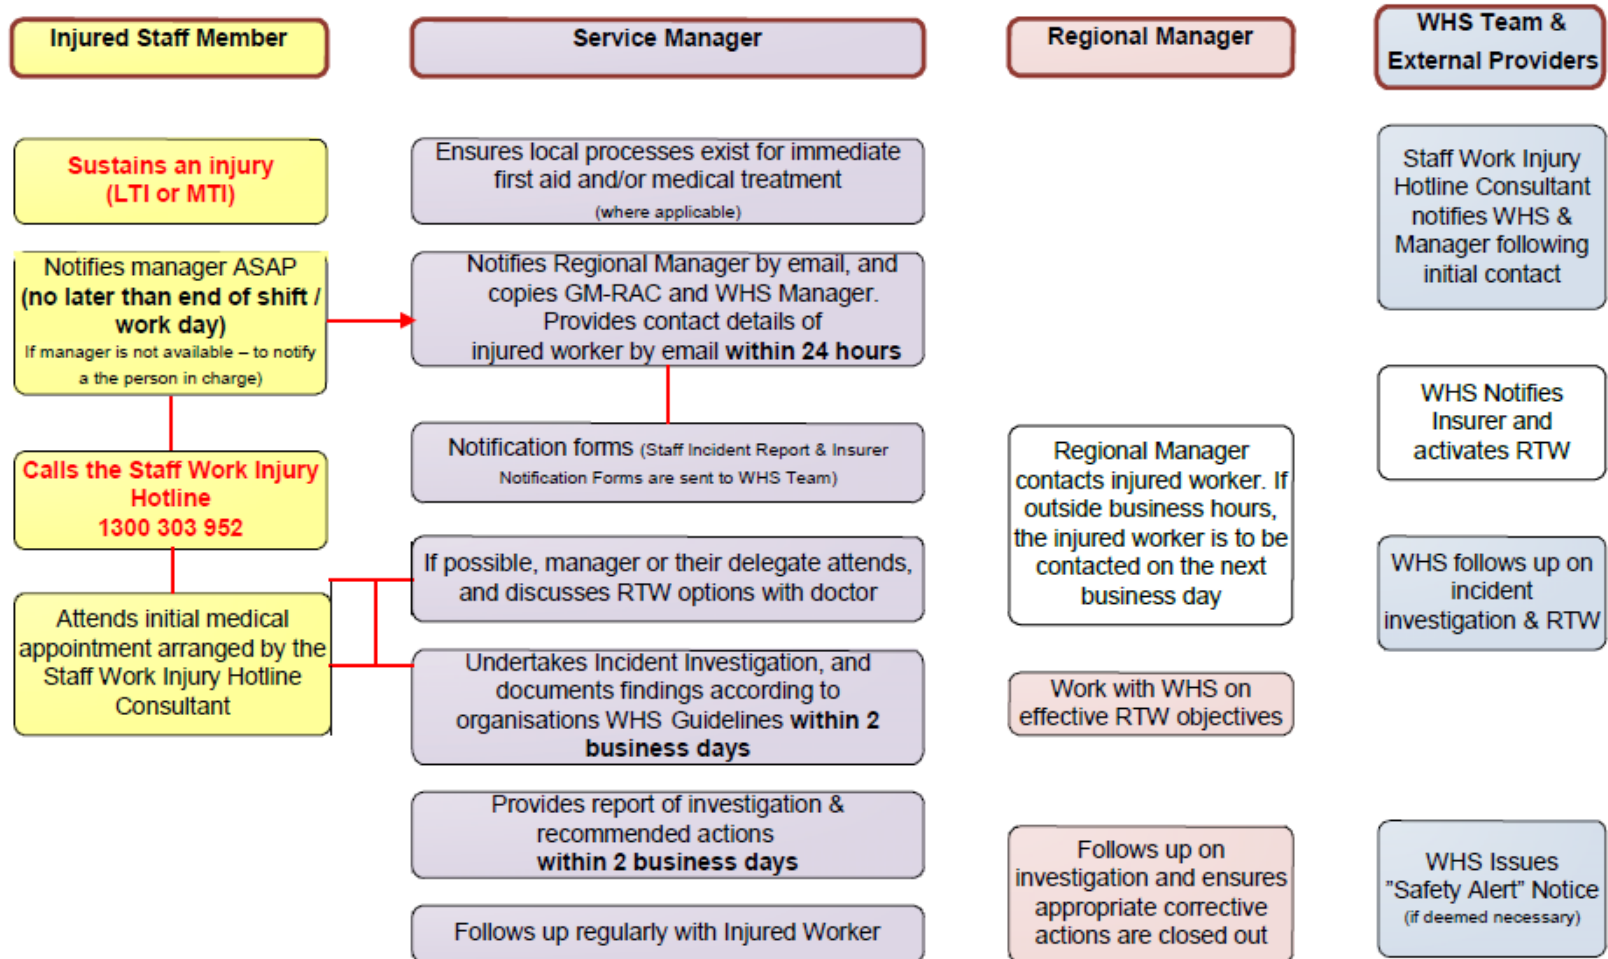 Injured Staff Member
Service Manager
Regional Manager
WHS Team &
External Providers
Sustains an injury
(LTI or MTI)
Notifies manager ASAP
(no later than end of shift /
work day)
If manager is not available – to notify
a the person in charge)
Calls the Staff Work Injury
Hotline
1300 303 952
Attends initial medical
appointment arranged by the
Staff Work Injury Hotline
Consultant
Ensures local processes exist for immediate
first aid and/or medical treatment
(where applicable)
Notifies Regional Manager by email, and
copies GM-RAC and WHS Manager.
Provides contact details of
injured worker by email within 24 hours
Notification forms (Staff Incident Report & Insurer
Notification Forms are sent to WHS Team)
If possible, manager or their delegate attends,
and discusses RTW options with doctor
Undertakes Incident Investigation, and
documents findings according to
organisations WHS Guidelines within 2
business days
Provides report of investigation &
recommended actions
within 2 business days
Follows up regularly with Injured Worker
Regional Manager
contacts injured worker. If
outside business hours,
the injured worker is to be
contacted on the next
business day
Work with WHS on
effective RTW objectives
Follows up on
investigation and ensures
appropriate corrective
actions are closed out
Staff Work Injury
Hotline Consultant
notifies WHS &
Manager following
initial contact
WHS Notifies
Insurer and
activates RTW
WHS follows up on
incident
investigation & RTW
WHS Issues
"Safety Alert" Notice
(if deemed necessary)